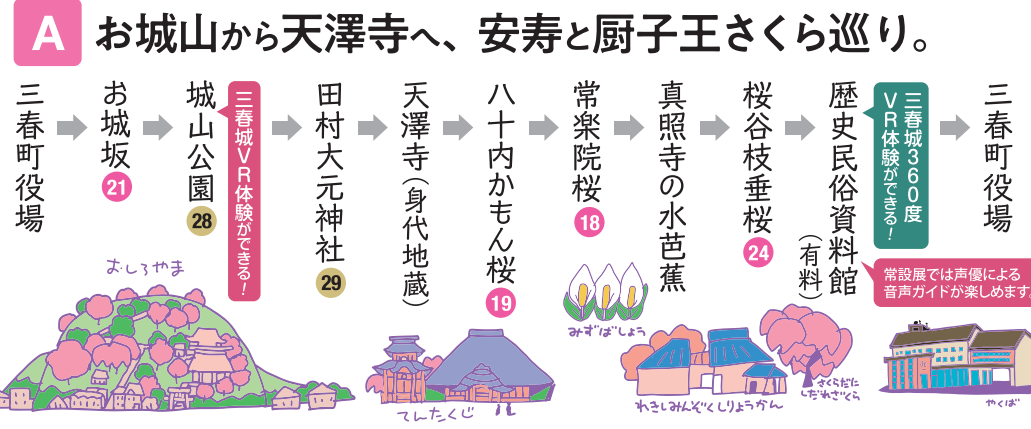 A お城山から天澤寺へ、安寿と厨子王さくら巡り。
三春町役場
お城坂
21
城山公園
28
三春城VR体験ができる！
田村大元神社
29
天澤寺（身代地蔵）
八十内かもん桜
19
常楽院桜
18
真照寺の水芭蕉
桜谷枝垂桜
24
歴史民俗資料館
（有料）
三春城360度
VR体験ができる！
常設展では声優による
音声ガイドが楽しめます。
三春町役場
おしろやま
てんたくじ
みずばしょう
れきしみんぞくしりょうかん
さくらだに
しだれざくら
やくば